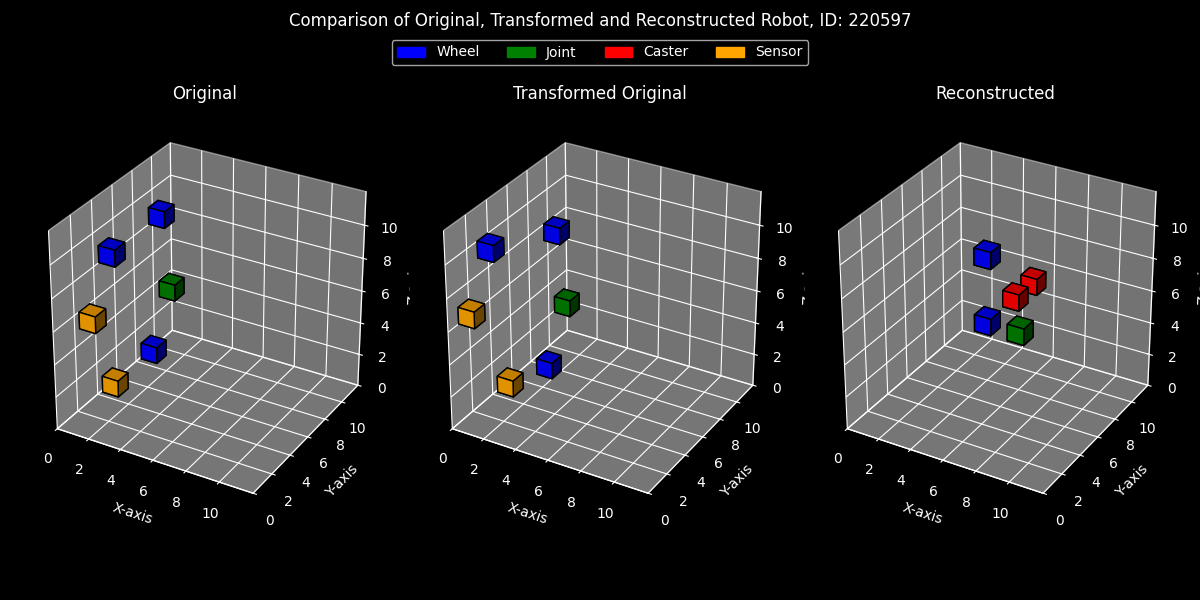 Comparison of Original, Transformed and Reconstructed Robot, ID: 220597
Wheel Joint Caster Sensor
Original
0 2 4 6 8 10
X-axis
0 2 4 6 8 10
Y-axis
0 2 4 6 8 10
Transformed Original
0 2 4 6 8 10
X-axis
0 2 4 6 8 10
Y-axis
0 2 4 6 8 10
Reconstructed
0 2 4 6 8 10
X-axis
0 2 4 6 8 10
Y-axis
0 2 4 6 8 10